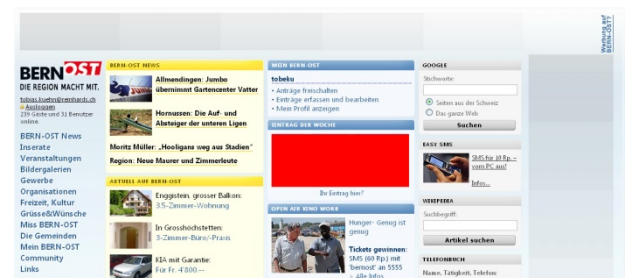 Werbung auf
BERN-OST?
BERN OST
DIE REGION MACHT MIT.
tobias.kuehn@reinhards.ch
Ausloggen
239 Gäste und 31 Benutzer
online.
BERN-OST News
Inserate
Veranstaltungen
Bildergalerien
Gewerbe
Organisationen
Freizeit, Kultur
Grüsse&Wünsche
Miss BERN-OST
Die Gemeinden
Mein BERN-OST
Community
Links
BERN-OST NEWS
Allmendingen: Jumbo
übernimmt Gartencenter Vatter
Hornussen: Die Auf- und
Absteiger der unteren Ligen
Moritz Müller: „Hooligans weg aus Stadien"
Region: Neue Maurer und Zimmerleute
AKTUELL AUF BERN-OST
Enggistein, grosser Balkon:
3.5-Zimmer-Wohnung
In Grosshöchstetten:
3-Zimmer-Büro/-Praxis
KIA mit Garantie:
Für Fr. 4'800.--
MEIN BERN-OST
tobeku
• Anträge freischalten
• Einträge erfassen und bearbeiten
• Mein Profil anzeigen
EINTRAG DER WOCHE
Ihr Eintrag hier?
OPEN AIR KINO WORB
Hunger- Genug ist
genug
Tickets gewinnen:
SMS (60 Rp.) mit
'bernost' an 5555
» Alle Infos
GOOGLE
Stichworte:
Seiten aus der Schweiz
Das ganze Web
Suchen
EASY SMS
SMS für 10 Rp. –
vom PC aus!
Infos...
WIKIPEDIA
Suchbegriff:
Artikel suchen
TELEFONBUCH
Name, Tätigkeit, Telefon: